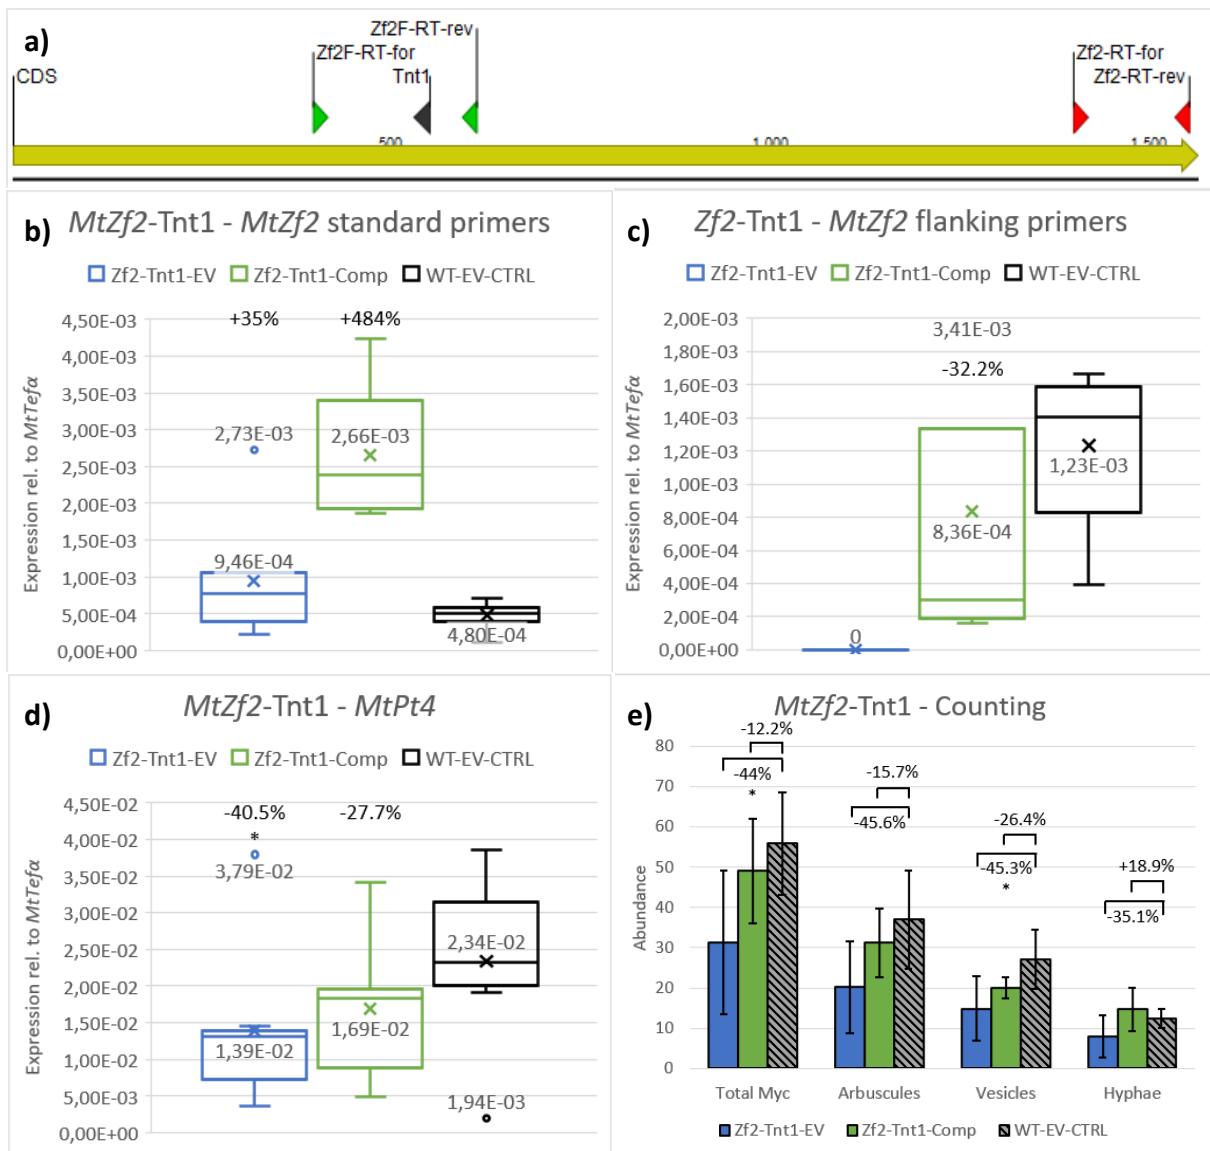 a)
Zf2F-RT-rev
Zf2F-RT-for
Zf2-RT-for
CDS
Tnt1
Zf2-RT-rev
500
1,000
1,500
b)
MtZf2-Tnt1 - MtZf2 standard primers
Zf2-Tnt1-EV
Zf2-Tnt1-Comp
WT-EV-CTRL
Expression rel. to MtTefα
4,50E-03
4,00E-03
3,50E-03
3,00E-03
2,50E-03
2,00E-03
1,50E-03
1,00E-03
5,00E-04
0,00E+00
+35%
+484%
2,73E-03
2,66E-03
9,46E-04
4,80E-04
c)
Zf2-Tnt1 - MtZf2 flanking primers
Zf2-Tnt1-EV
Zf2-Tnt1-Comp
WT-EV-CTRL
Expression rel. to MtTefα
2,00E-03
1,80E-03
1,60E-03
1,40E-03
1,20E-03
1,00E-03
8,00E-04
6,00E-04
4,00E-04
2,00E-04
0,00E+00
3,41E-03
-32.2%
1,23E-03
8,36E-04
0
d)
MtZf2-Tnt1 - MtPt4
Zf2-Tnt1-EV
Zf2-Tnt1-Comp
WT-EV-CTRL
Expression rel. to MtTefα
4,50E-02
4,00E-02
3,50E-02
3,00E-02
2,50E-02
2,00E-02
1,50E-02
1,00E-02
5,00E-03
0,00E+00
-40.5%
-27.7%
*
3,79E-02
2,34E-02
1,69E-02
1,39E-02
1,94E-03
e)
MtZf2-Tnt1 - Counting
Abundance
80
70
60
50
40
30
20
10
0
-12.2%
-44%
*
-15.7%
-45.6%
-26.4%
-45.3%
*
+18.9%
-35.1%
Total Myc
Arbuscules
Vesicles
Hyphae
Zf2-Tnt1-EV
Zf2-Tnt1-Comp
WT-EV-CTRL